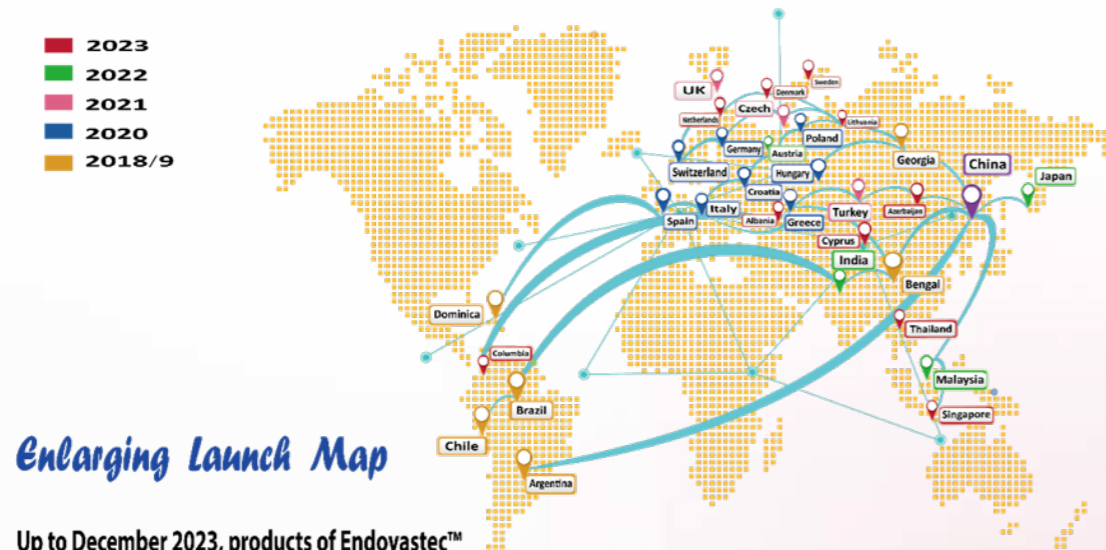 2023
2022
2021
2020
2018/9
Sweden
UK
Denmark
Czech
Netherlands
Lithuania
Poland
Germany
Austria
Georgia
China
Switzerland
Hungary
Japan
Croatia
Italy
Turkey
Azerbaijan
Spain
Albania
Greece
Cyprus
India
Bengal
Dominica
Thailand
Columbia
Malaysia
Brazil
Singapore
Chile
Argentina
Enlarging Launch Map
Up to December 2023, products of Endovastec™